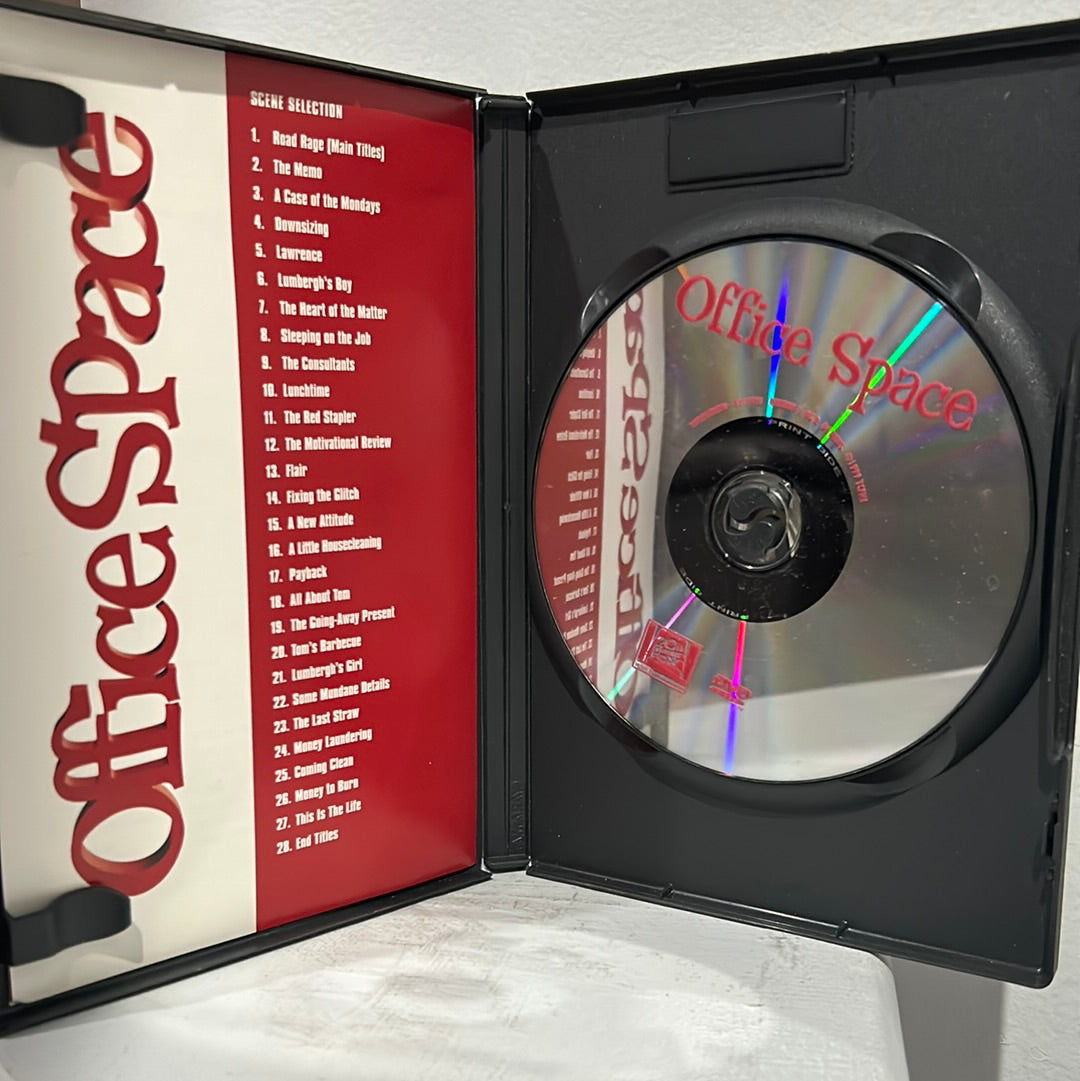 Office Space
SCENE SELECTION
1. Road Rage (Main Titles)
2. The Memo
3. A Case of the Mondays
4. Downsizing
5. Lawrence
6. Lumbergh's Boy
7. The Heart of the Matter
8. Sleeping on the Job
9. The Consultants
10. Lunchtime
11. The Red Stapler
12. The Motivational Review
13. Flair
14. Fixing the Glitch
15. A New Attitude
16. A Little Housecleaning
17. Payback
18. All About Tom
19. The Going-Away Present
20. Tom's Barbecue
21. Lumbergh's Girl
22. Some Mundane Details
23. The Last Straw
24. Money Laundering
25. Coming Clean
26. Money to Burn
27. This Is The Life
28. End Titles
Office Space
PRINT SIDE
PRINT SIDE
DVD